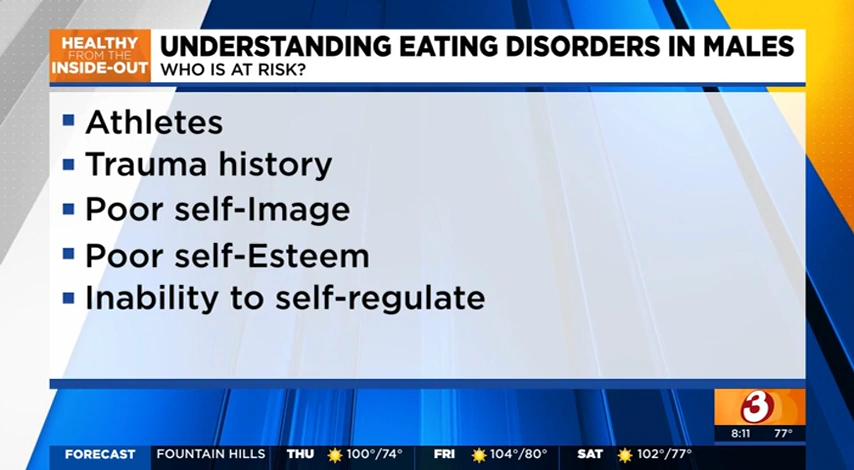 HEALTHY
FROM THE
INSIDE-OUT
UNDERSTANDING EATING DISORDERS IN MALES
WHO IS AT RISK?
Athletes
Trauma history
Poor self-Image
Poor self-Esteem
Inability to self-regulate
3
8:11 77°
FORECAST FOUNTAIN HILLS THU 100°/74° FRI 104°/80° SAT 102°/77°